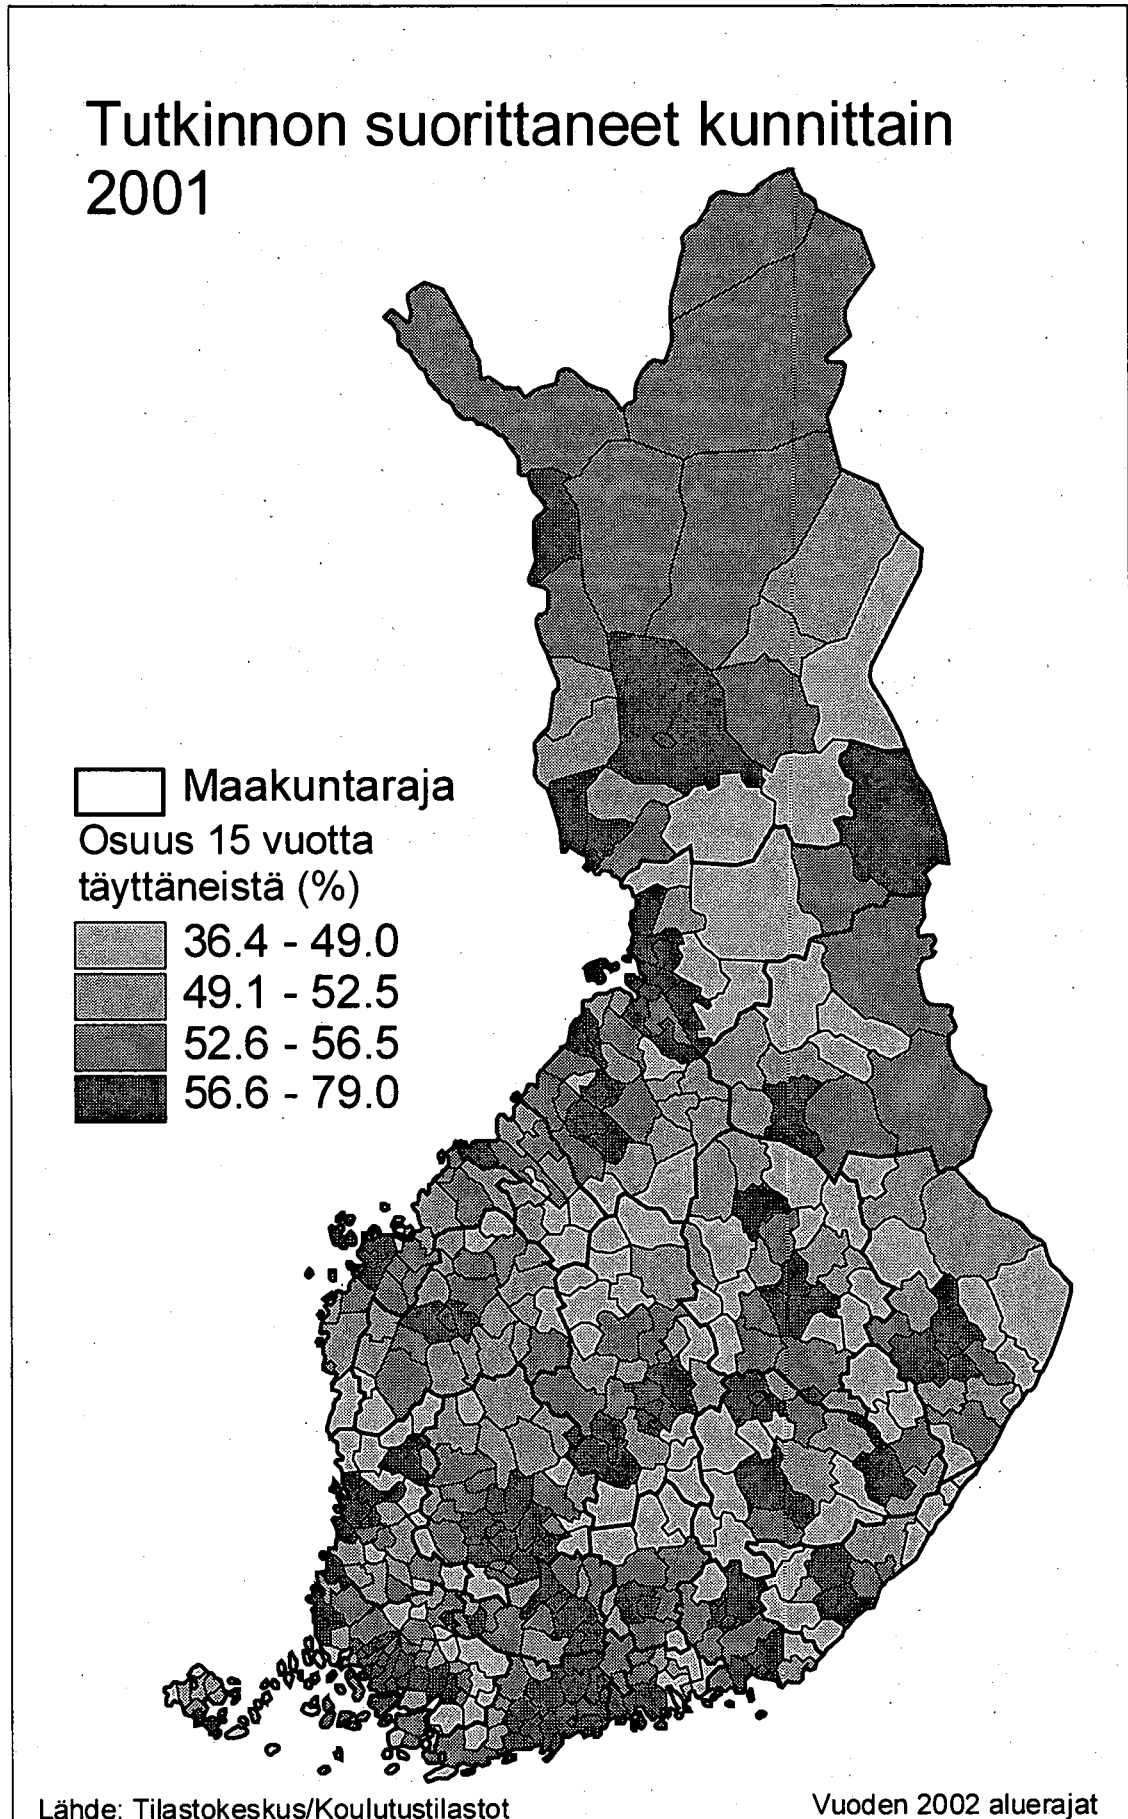 Tutkinnon suorittaneet kunnittain
2001
Maakuntaraja
Osuus 15 vuotta
täyttäneistä (%)
36.4 - 49.0
49.1 - 52.5
52.6 - 56.5
56.6 - 79.0
Lähde: Tilastokeskus/Koulutustilastot
Vuoden 2002 aluerajat